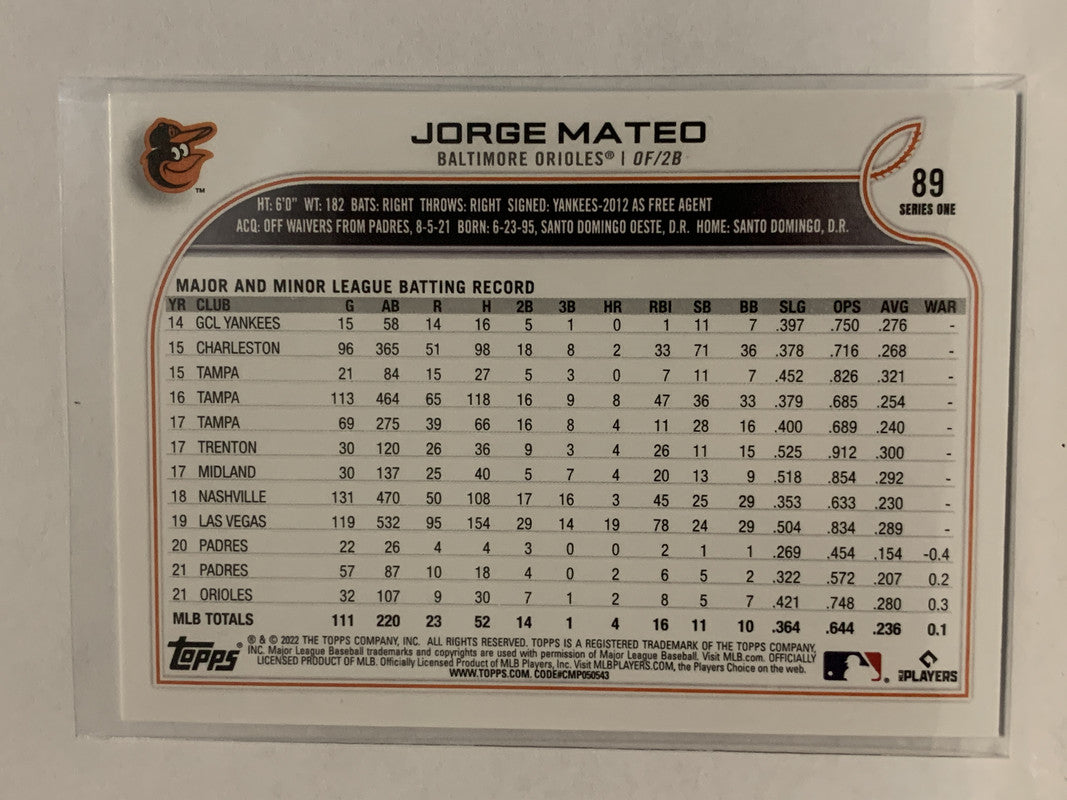 JORGE MATEO
BALTIMORE ORIOLES® | OF/2B
TM
89
SERIES ONE
HT: 6'0" WT: 182 BATS: RIGHT THROWS: RIGHT SIGNED: YANKEES-2012 AS FREE AGENT
ACQ: OFF WAIVERS FROM PADRES, 8-5-21 BORN: 6-23-95, SANTO DOMINGO OESTE, D.R. HOME: SANTO DOMINGO, D.R.
MAJOR AND MINOR LEAGUE BATTING RECORD
YR CLUB G AB R H 2B 3B HR RBI SB BB SLG OPS AVG WAR
14 GCL YANKEES 15 58 14 16 5 1 0 1 11 7 .397 .750 .276 -
15 CHARLESTON 96 365 51 98 18 8 2 33 71 36 .378 .716 .268 -
15 TAMPA 21 84 15 27 5 3 0 7 11 7 .452 .826 .321 -
16 TAMPA 113 464 65 118 16 9 8 47 36 33 .379 .685 .254 -
17 TAMPA 69 275 39 66 16 8 4 11 28 16 .400 .689 .240 -
17 TRENTON 30 120 26 36 9 3 4 26 11 15 .525 .912 .300 -
17 MIDLAND 30 137 25 40 5 7 4 20 13 9 .518 .854 .292 -
18 NASHVILLE 131 470 50 108 17 16 3 45 25 29 .353 .633 .230 -
19 LAS VEGAS 119 532 95 154 29 14 19 78 24 29 .504 .834 .289 -
20 PADRES 22 26 4 4 3 0 0 2 1 1 .269 .454 .154 -0.4
21 PADRES 57 87 10 18 4 0 2 6 5 2 .322 .572 .207 0.2
21 ORIOLES 32 107 9 30 7 1 2 8 5 7 .421 .748 .280 0.3
MLB TOTALS 111 220 23 52 14 1 4 16 11 10 .364 .644 .236 0.1
Topps®
® & © 2022 THE TOPPS COMPANY, INC. ALL RIGHTS RESERVED. TOPPS IS A REGISTERED TRADEMARK OF THE TOPPS COMPANY,
INC. Major League Baseball trademarks and copyrights are used with permission of Major League Baseball. Visit MLB.com. OFFICIALLY
LICENSED PRODUCT OF MLB. Officially Licensed Product of MLB Players, Inc. Visit MLBPLAYERS.COM, the Players Choice on the web.
WWW.TOPPS.COM. CODE#CMP050543
MLB PLAYERS